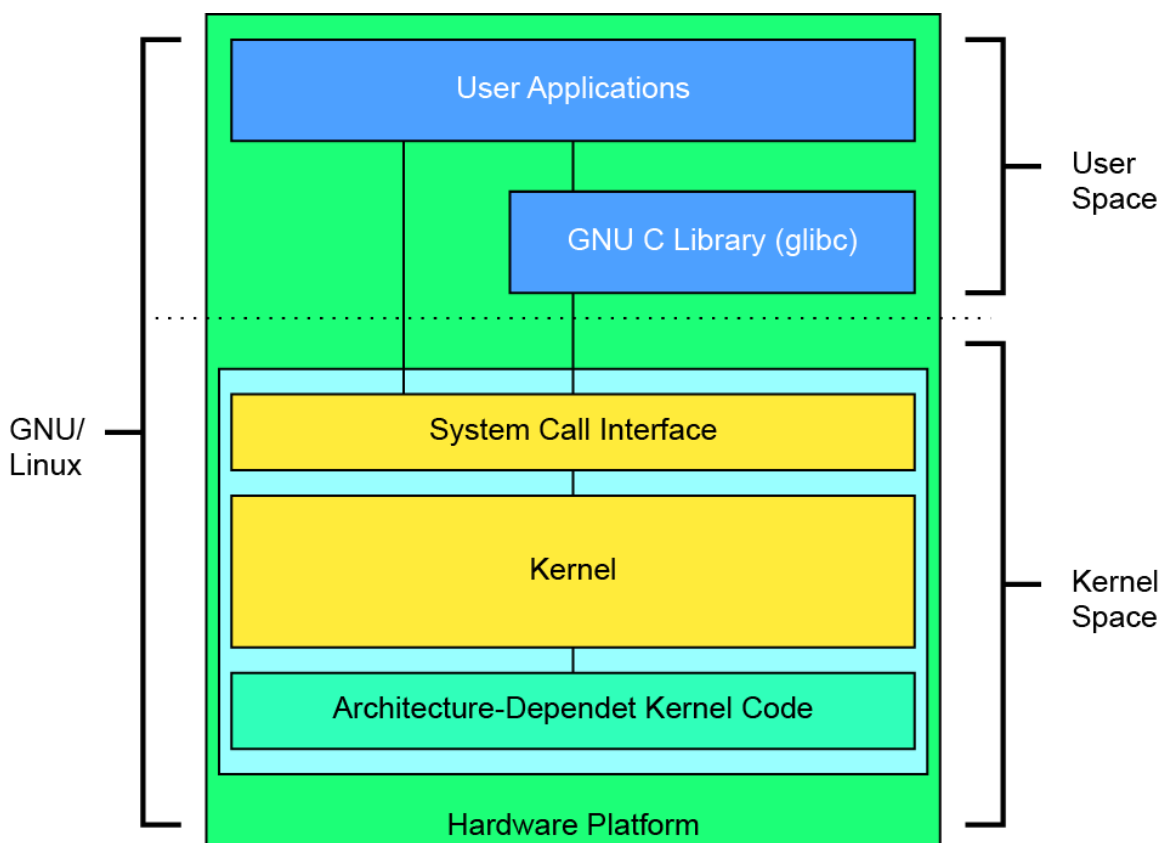 User Applications
User
Space
GNU C Library (glibc)
GNU/
Linux
System Call Interface
Kernel
Kernel
Space
Architecture-Dependet Kernel Code
Hardware Platform